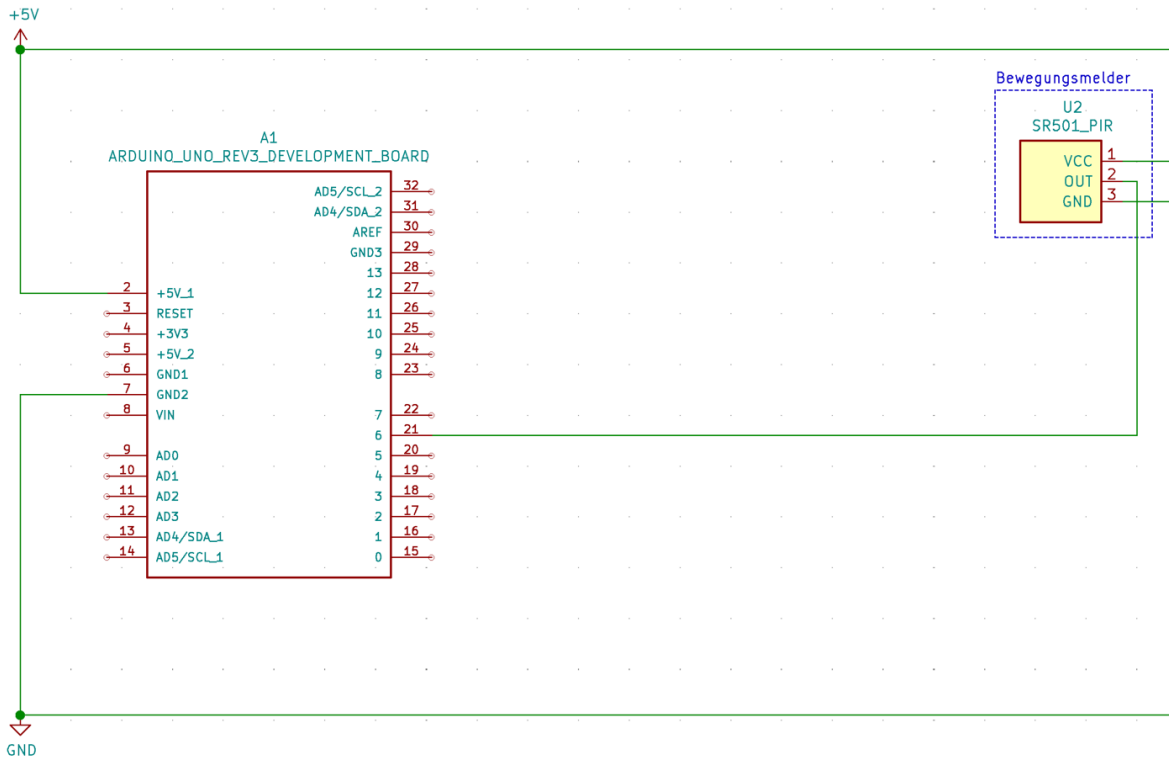 +5V
Bewegungsmelder
U2
SR501_PIR
VCC 1
OUT 2
GND 3
A1
ARDUINO_UNO_REV3_DEVELOPMENT_BOARD
AD5/SCL_2 32
AD4/SDA_2 31
AREF 30
GND3 29
13 28
2 +5V_1 12 27
3 RESET 11 26
4 +3V3 10 25
5 +5V_2 9 24
6 GND1 8 23
7 GND2
8 VIN 7 22
6 21
9 AD0 5 20
10 AD1 4 19
11 AD2 3 18
12 AD3 2 17
13 AD4/SDA_1 1 16
14 AD5/SCL_1 0 15
GND